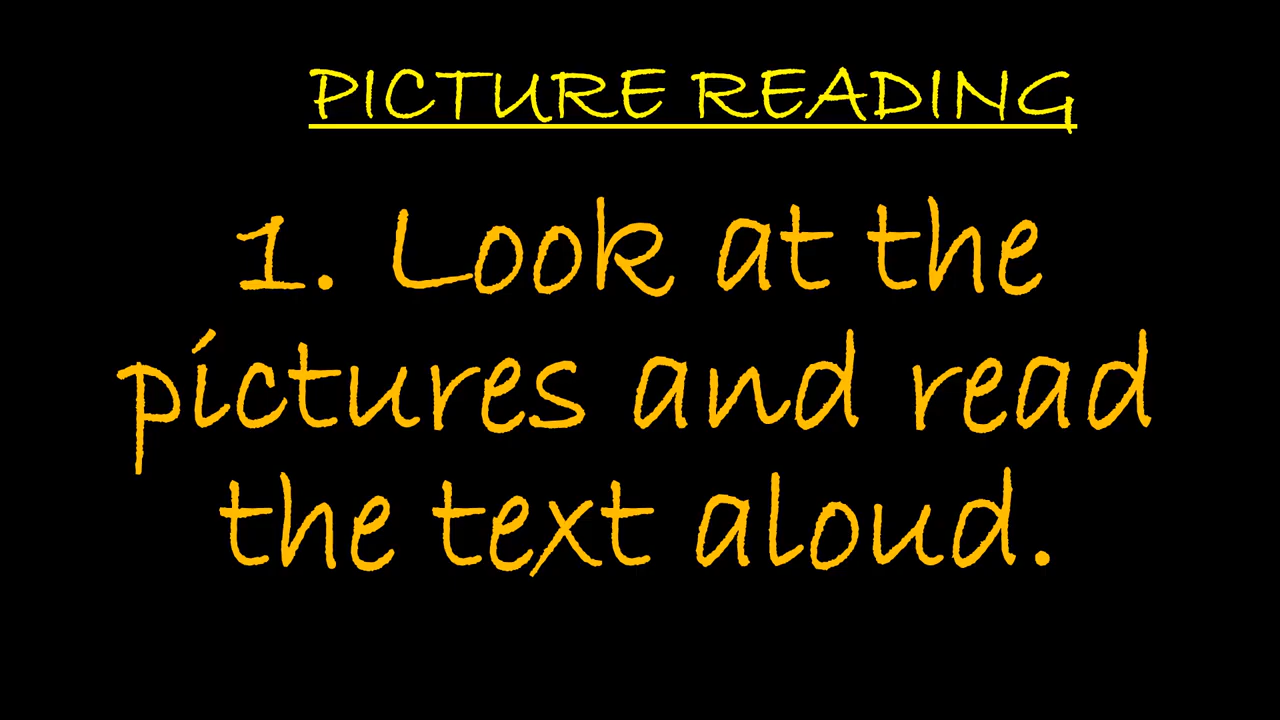 PICTURE READING
1. Look at the
pictures and read
the text aloud.